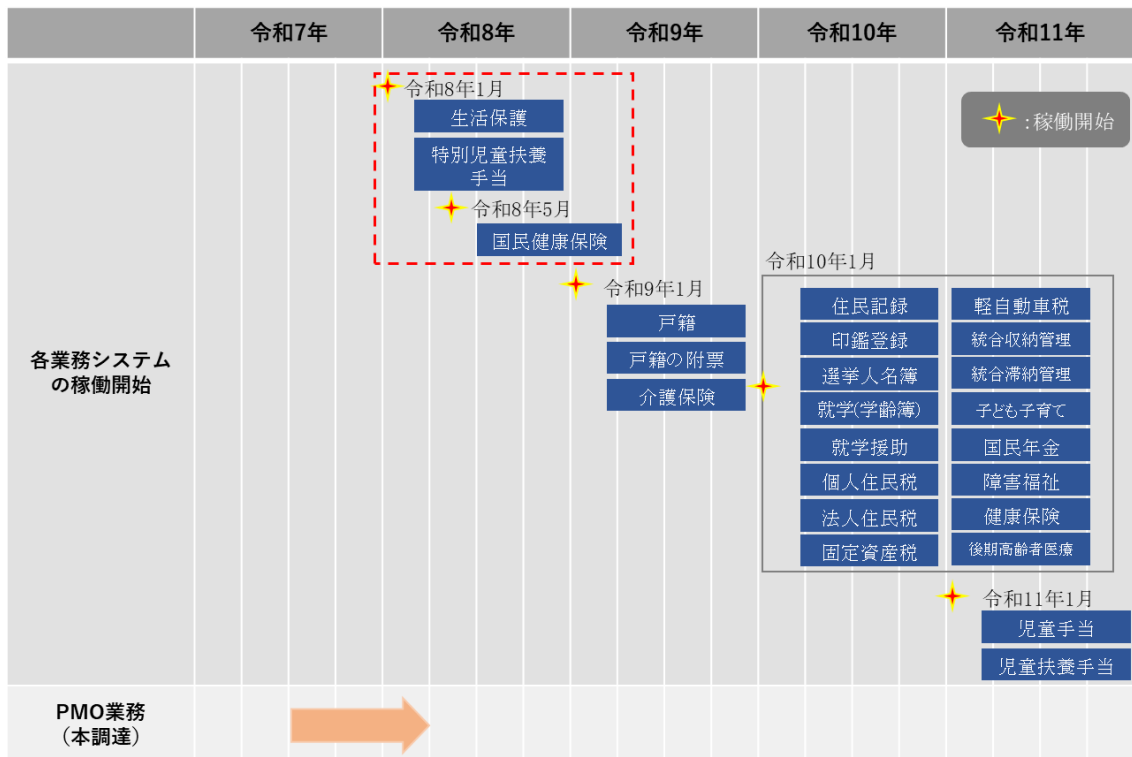 令和7年
令和8年
令和9年
令和10年
令和11年
各業務システム
の稼働開始
:稼働開始
令和8年1月
生活保護
特別児童扶養
手当
令和8年5月
国民健康保険
令和9年1月
戸籍
戸籍の附票
介護保険
令和10年1月
住民記録
印鑑登録
選挙人名簿
就学(学齢簿)
就学援助
個人住民税
法人住民税
固定資産税
軽自動車税
統合収納管理
統合滞納管理
子ども子育て
国民年金
障害福祉
健康保険
後期高齢者医療
令和11年1月
児童手当
児童扶養手当
PMO業務
(本調達)